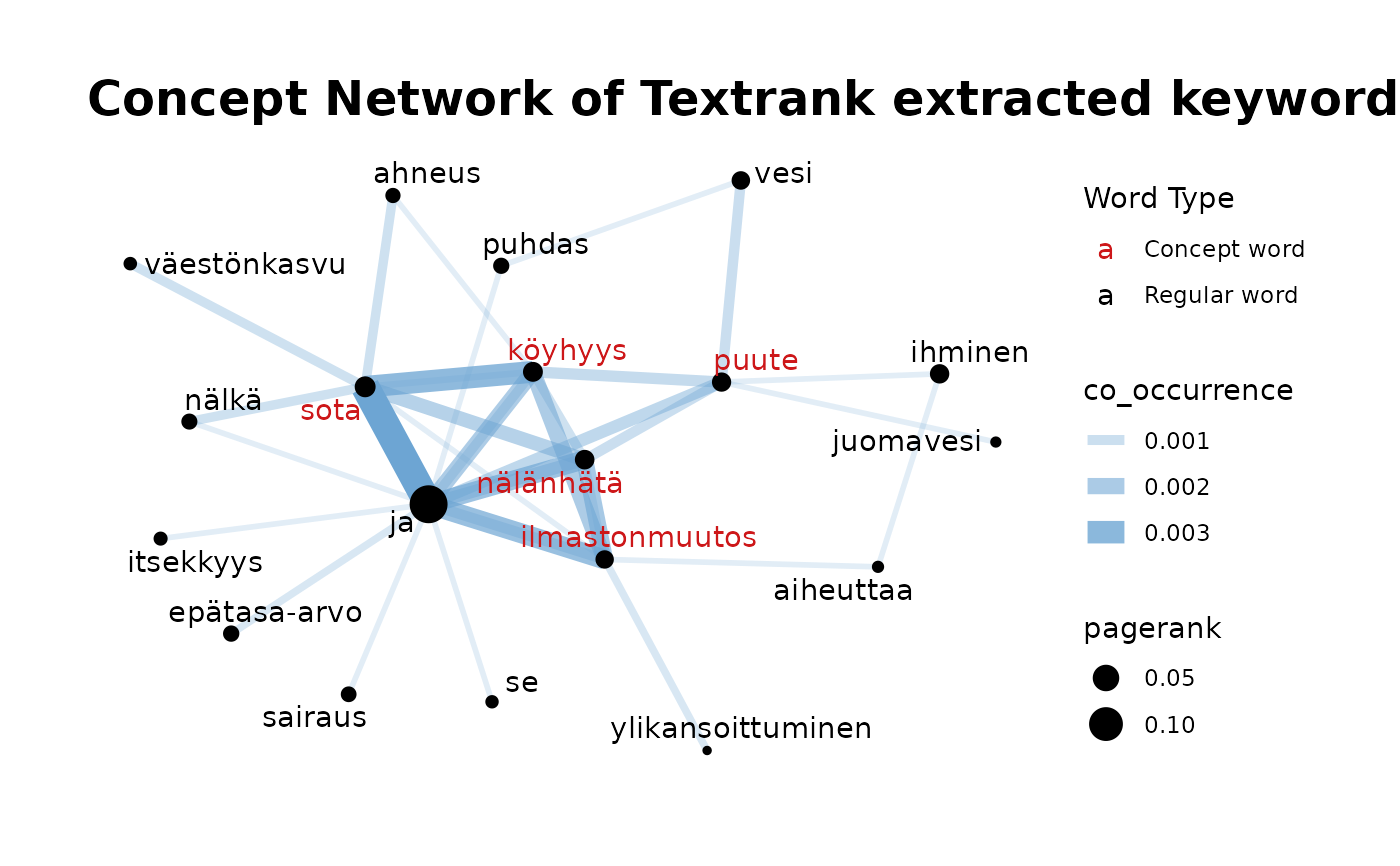 Concept Network of Textrank extracted keyword
ahneus
vesi
Word Type
puhdas
a Concept word
väestönkasvu
a Regular word
köyhyys
puute
ihminen
co_occurrence
nälkä
sota
juomavesi
0.001
nälänhätä
0.002
ja
ilmastonmuutos
0.003
itsekkyys
aiheuttaa
epätasa-arvo
pagerank
se
0.05
sairaus
ylikansoittuminen
0.10